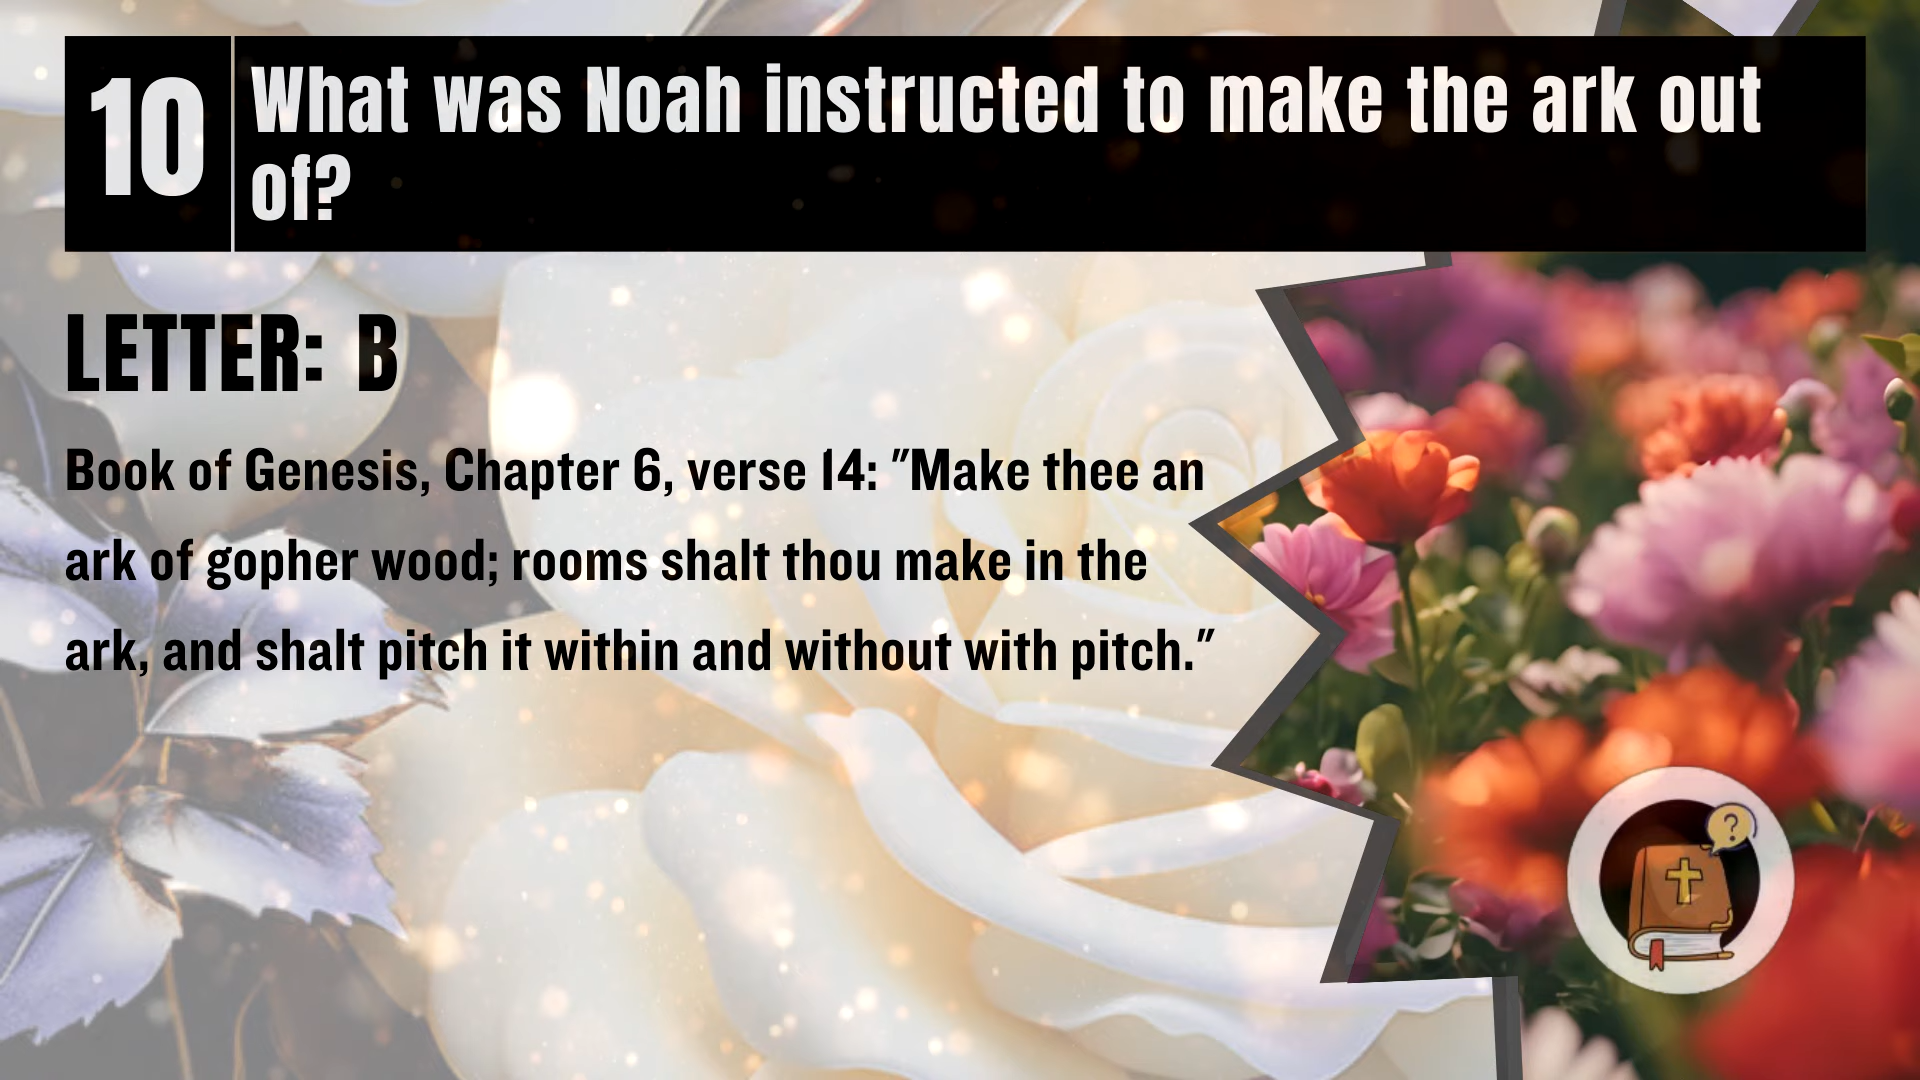 10
What was Noah instructed to make the ark out
of?
LETTER: B
Book of Genesis, Chapter 6, verse 14: "Make thee an
ark of gopher wood; rooms shalt thou make in the
ark, and shalt pitch it within and without with pitch."
?